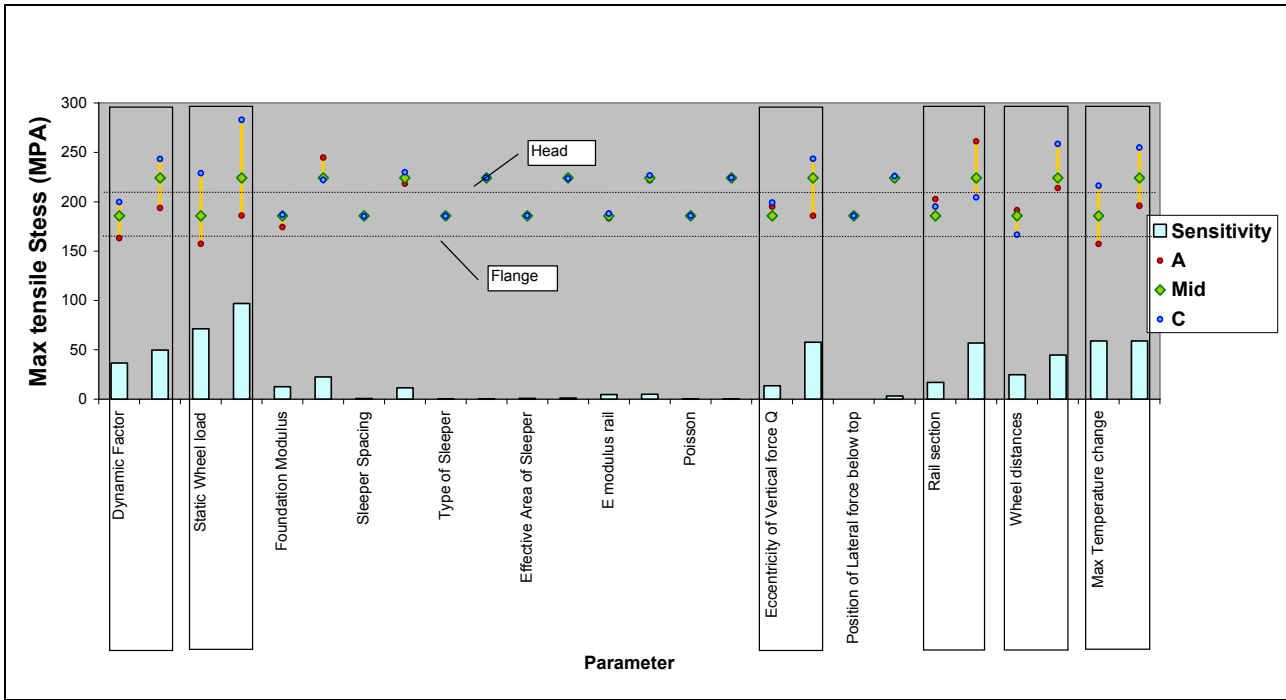 Max tensile Stess (MPA)
300
250
200
150
100
50
0
Head
Flange
Sensitivity
A
Mid
C
Dynamic Factor
Static Wheel load
Foundation Modulus
Sleeper Spacing
Type of Sleeper
Effective Area of Sleeper
E modulus rail
Poisson
Eccentricity of Vertical force Q
Position of Lateral force below top
Rail section
Wheel distances
Max Temperature change
Parameter